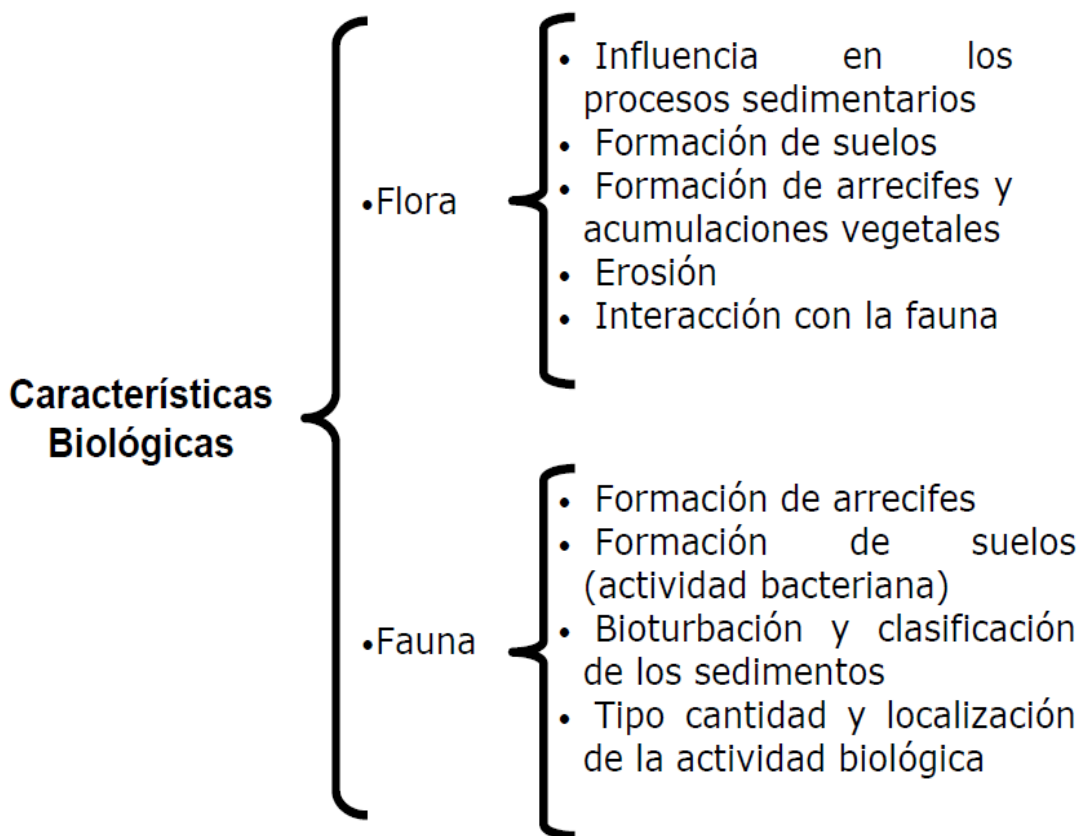 Características
Biológicas
•Flora
• Influencia en los
procesos sedimentarios
• Formación de suelos
• Formación de arrecifes y
acumulaciones vegetales
• Erosión
• Interacción con la fauna
•Fauna
• Formación de arrecifes
• Formación de suelos
(actividad bacteriana)
• Bioturbación y clasificación
de los sedimentos
• Tipo cantidad y localización
de la actividad biológica